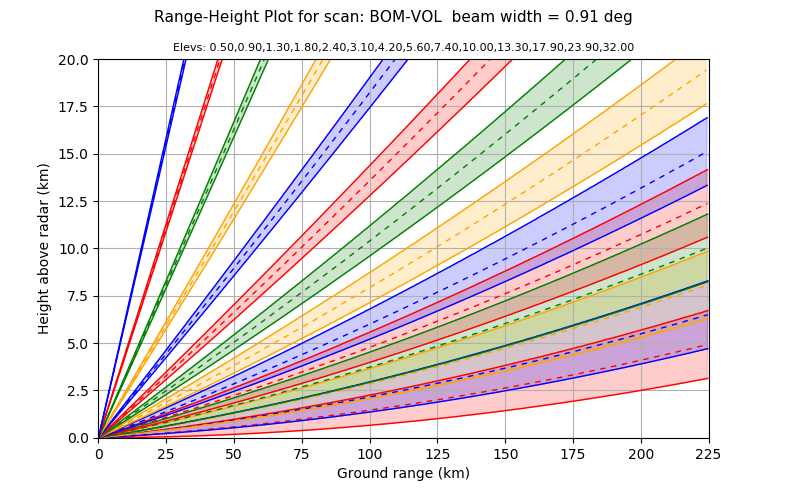 Range-Height Plot for scan: BOM-VOL  beam width = 0.91 deg
Elevs: 0.50,0.90,1.30,1.80,2.40,3.10,4.20,5.60,7.40,10.00,13.30,17.90,23.90,32.00
20.0
17.5
15.0
12.5
10.0
7.5
5.0
2.5
0.0
Height above radar (km)
0 25 50 75 100 125 150 175 200 225
Ground range (km)